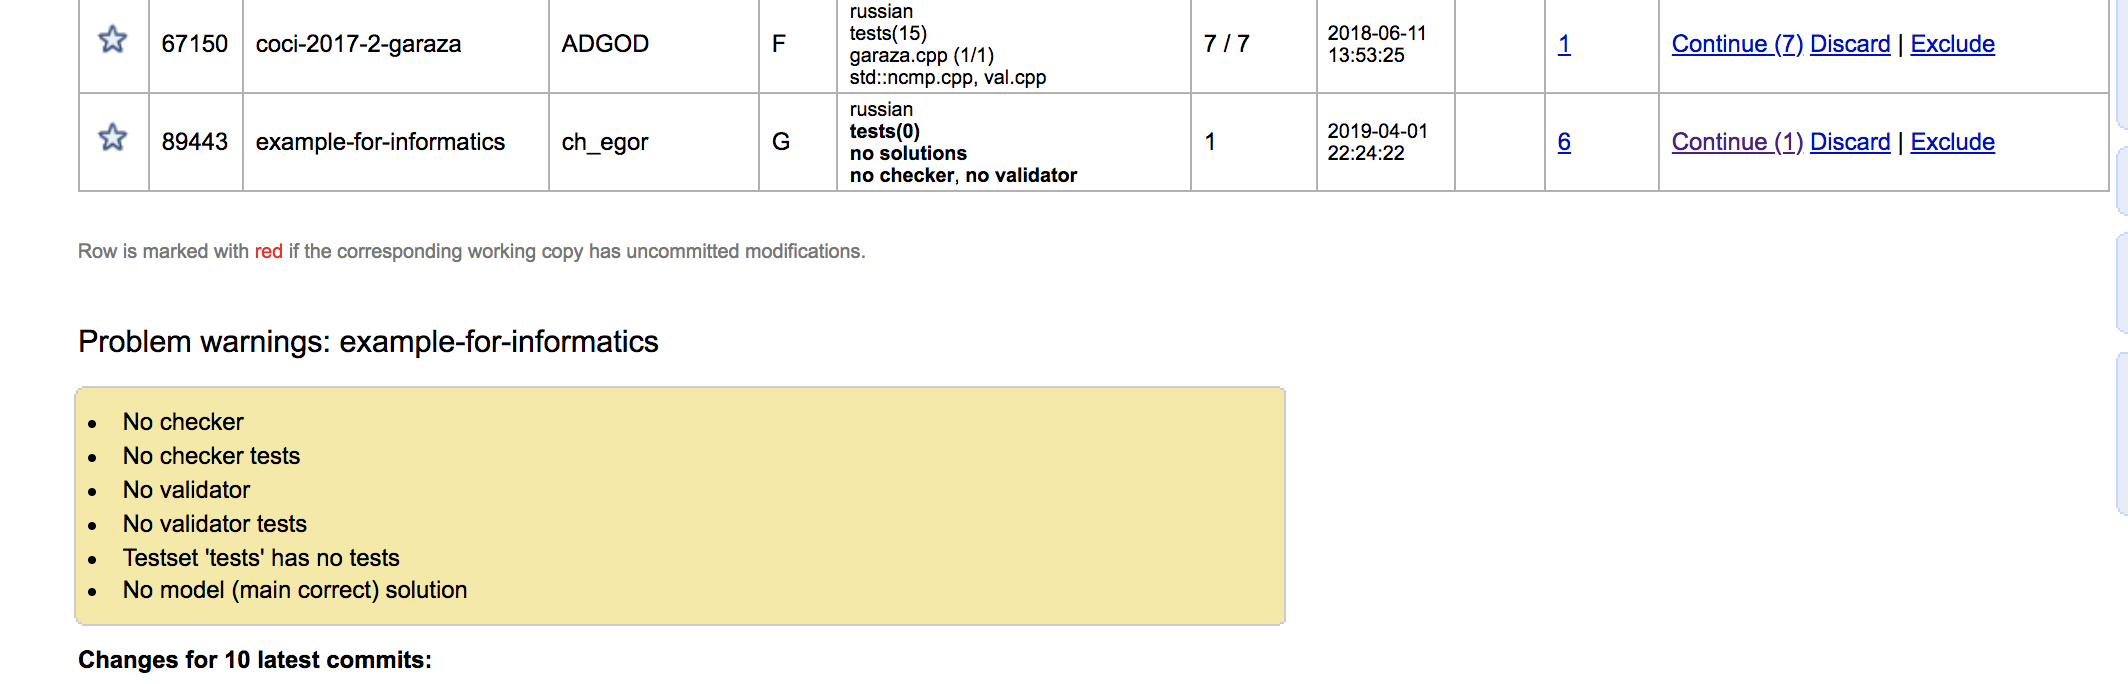 67150 coci-2017-2-garaza ADGOD F russian 7 / 7 2018-06-11 1 Continue (7) Discard | Exclude
tests(15) 13:53:25
garaza.cpp (1/1)
std::ncmp.cpp, val.cpp
89443 example-for-informatics ch_egor G russian 1 2019-04-01 6 Continue (1) Discard | Exclude
tests(0) 22:24:22
no solutions
no checker, no validator
Row is marked with red if the corresponding working copy has uncommitted modifications.
Problem warnings: example-for-informatics
• No checker
• No checker tests
• No validator
• No validator tests
• Testset 'tests' has no tests
• No model (main correct) solution
Changes for 10 latest commits: